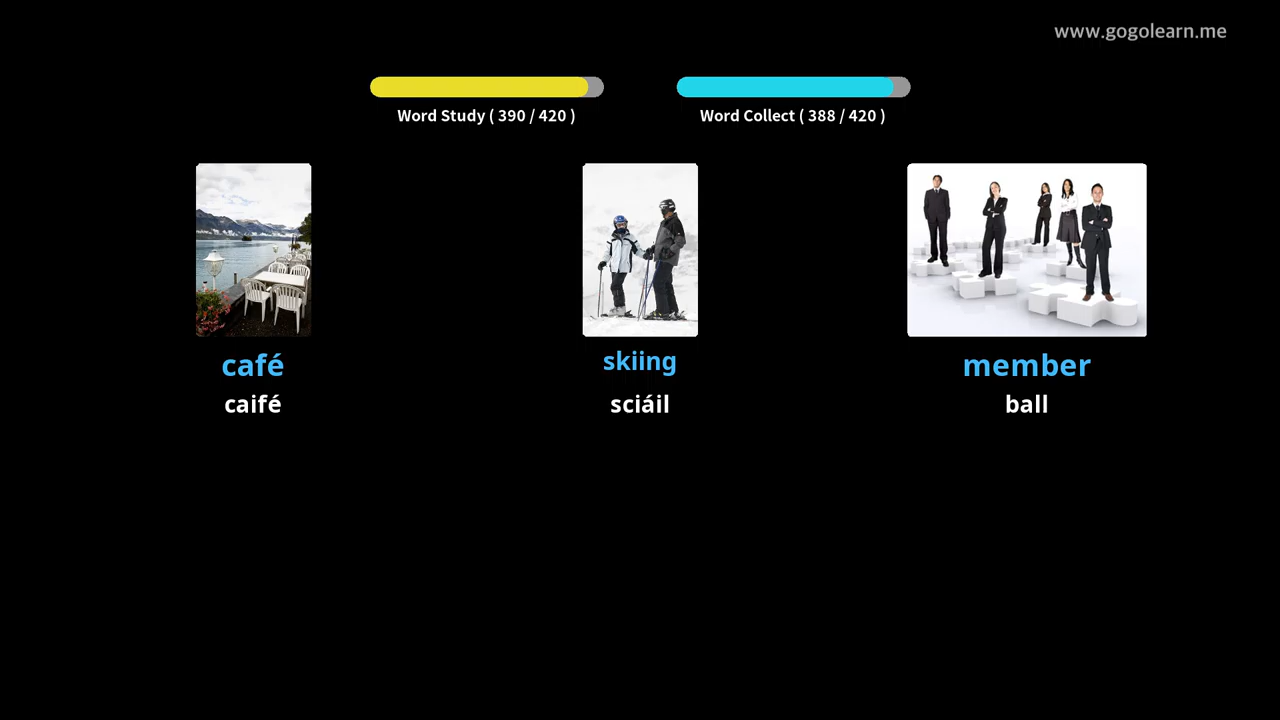 www.gogolearn.me
Word Study ( 390 / 420 )
Word Collect ( 388 / 420 )
café
skiing
member
caifé
sciáil
ball